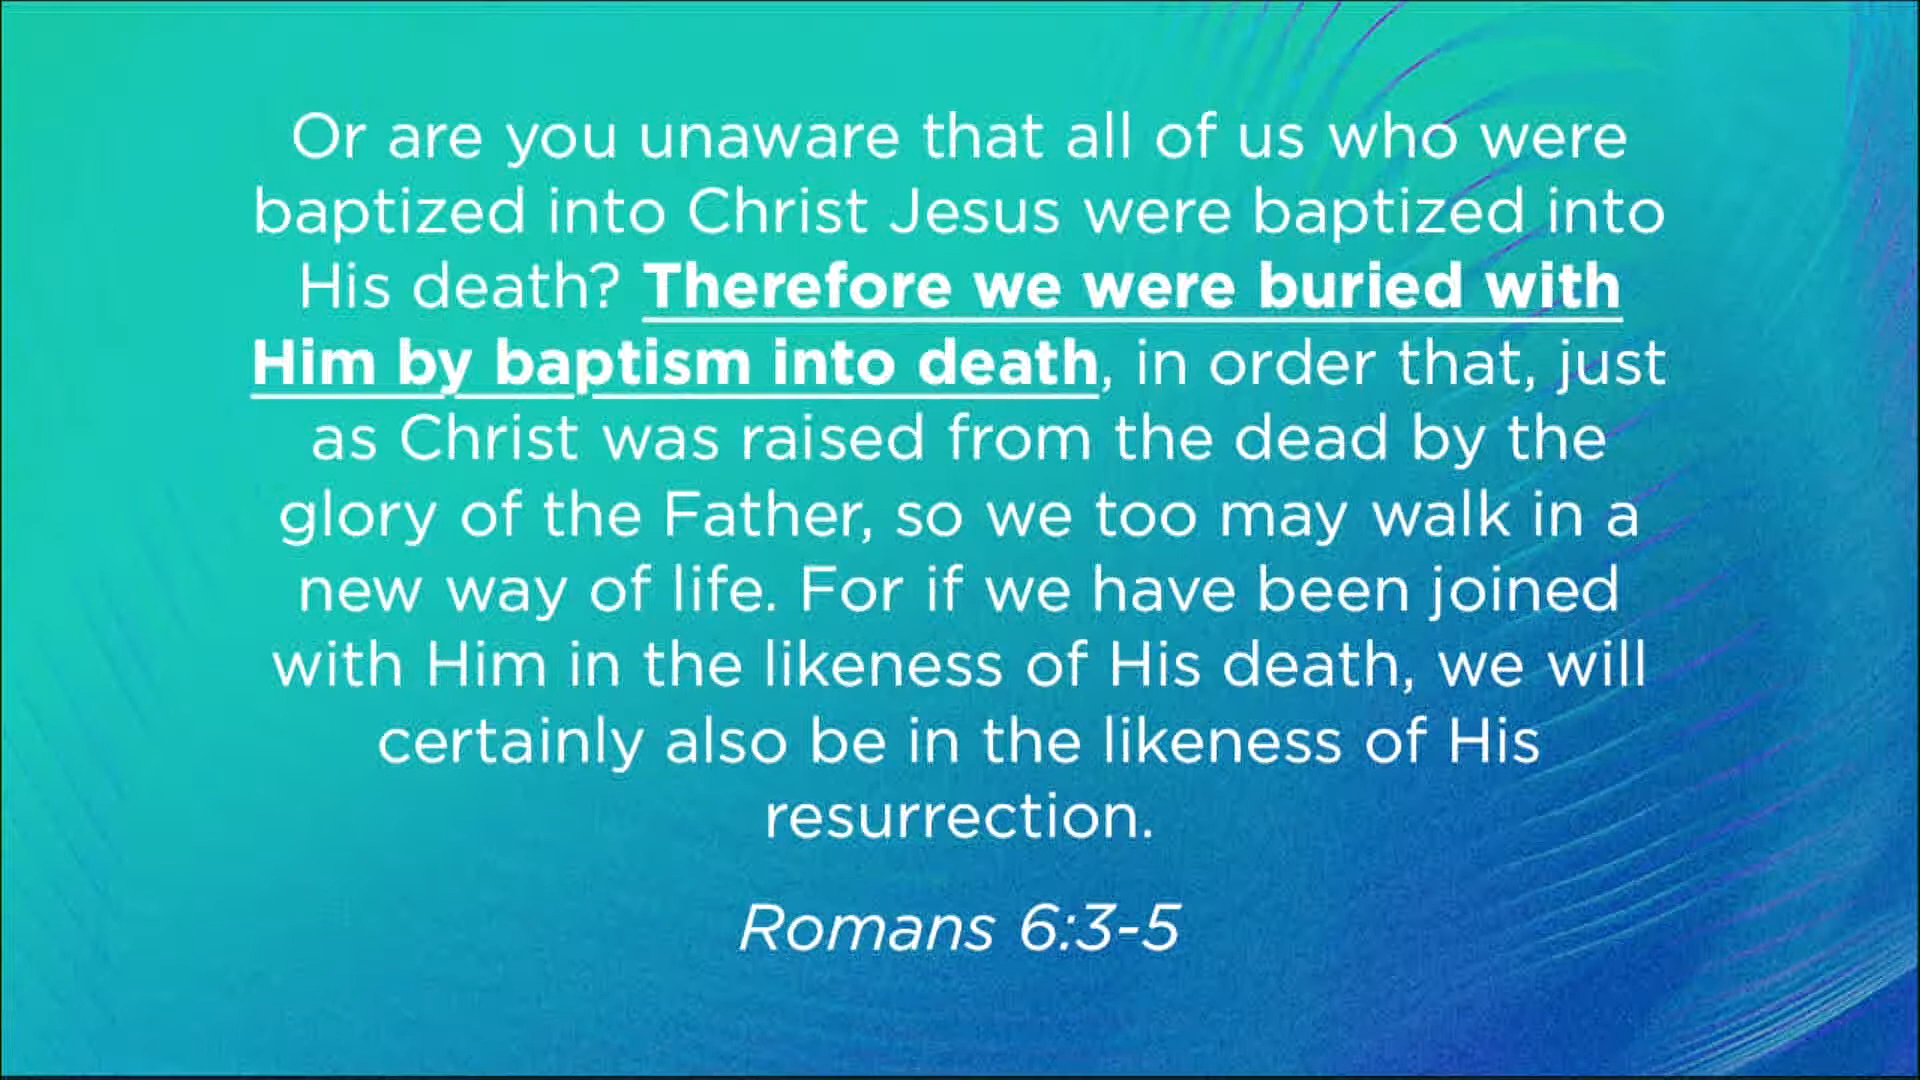 Or are you unaware that all of us who were
baptized into Christ Jesus were baptized into
His death? Therefore we were buried with
Him by baptism into death, in order that, just
as Christ was raised from the dead by the
glory of the Father, so we too may walk in a
new way of life. For if we have been joined
with Him in the likeness of His death, we will
certainly also be in the likeness of His
resurrection.
Romans 6:3-5